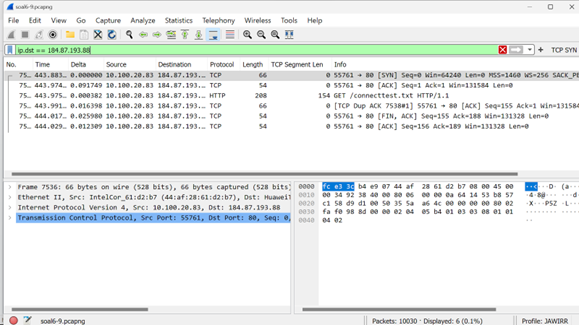 soal6-9.pcapng
File Edit View Go Capture Analyze Statistics Telephony Wireless Tools Help
ip.dst == 184.87.193.88
TCP SYN
No. Time Delta Source Destination Protocol Length TCP Segment Len Info
75… 443.883… 0.000000 10.100.20.83 184.87.193.… TCP 66 0 55761 → 80 [SYN] Seq=0 Win=64240 Len=0 MSS=1460 WS=256 SACK_PE
75… 443.974… 0.091749 10.100.20.83 184.87.193.… TCP 54 0 55761 → 80 [ACK] Seq=1 Ack=1 Win=131584 Len=0
75… 443.975… 0.000382 10.100.20.83 184.87.193.… HTTP 208 154 GET /connecttest.txt HTTP/1.1
75… 443.991… 0.016398 10.100.20.83 184.87.193.… TCP 66 0 [TCP Dup ACK 7538#1] 55761 → 80 [ACK] Seq=155 Ack=1 Win=131584
75… 444.017… 0.025980 10.100.20.83 184.87.193.… TCP 54 0 55761 → 80 [FIN, ACK] Seq=155 Ack=188 Win=131328 Len=0
75… 444.029… 0.012309 10.100.20.83 184.87.193.… TCP 54 0 55761 → 80 [ACK] Seq=156 Ack=189 Win=131328 Len=0
Frame 7536: 66 bytes on wire (528 bits), 66 bytes captured (528 bits)
Ethernet II, Src: IntelCor_61:d2:b7 (44:af:28:61:d2:b7), Dst: HuaweiT
Internet Protocol Version 4, Src: 10.100.20.83, Dst: 184.87.193.88
Transmission Control Protocol, Src Port: 55761, Dst Port: 80, Seq: 0,
0000 fc e3 3c b4 e9 07 44 af 28 61 d2 b7 08 00 45 00 ··<···D· (a····E·
0010 00 34 92 38 40 00 80 06 00 00 0a 64 14 53 b8 57
0020 c1 58 d9 d1 00 50 35 5a a6 4c 00 00 00 00 80 02
0030 fa f0 98 8d 00 00 02 04 05 b4 01 03 03 08 01 01
0040 04 02
soal6-9.pcapng
Packets: 10030 · Displayed: 6 (0.1%)
Profile: JAWIRR